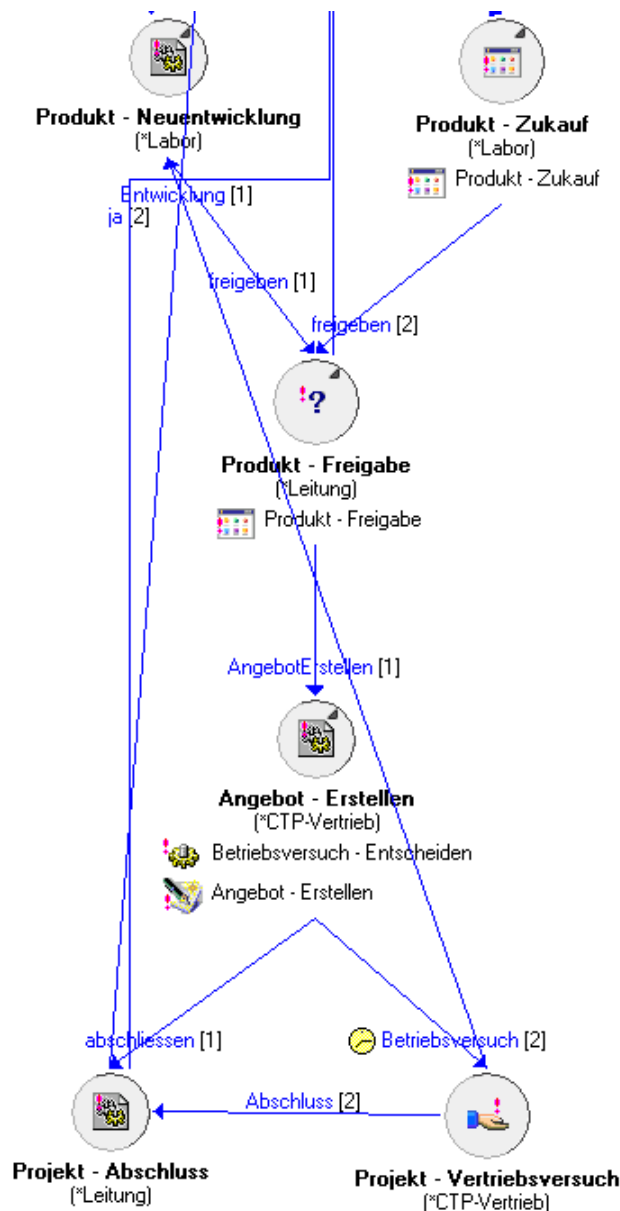 Produkt - Neuentwicklung
(*Labor)
Produkt - Zukauf
(*Labor)
Produkt - Zukauf
Entwicklung [1]
ja [2]
freigeben [1]
freigeben [2]
?
Produkt - Freigabe
(*Leitung)
Produkt - Freigabe
AngebotErstellen [1]
Angebot - Erstellen
(*CTP-Vertrieb)
Betriebsversuch - Entscheiden
Angebot - Erstellen
abschliessen [1]
Betriebsversuch [2]
Abschluss [2]
Projekt - Abschluss
(*Leitung)
Projekt - Vertriebsversuch
(*CTP-Vertrieb)